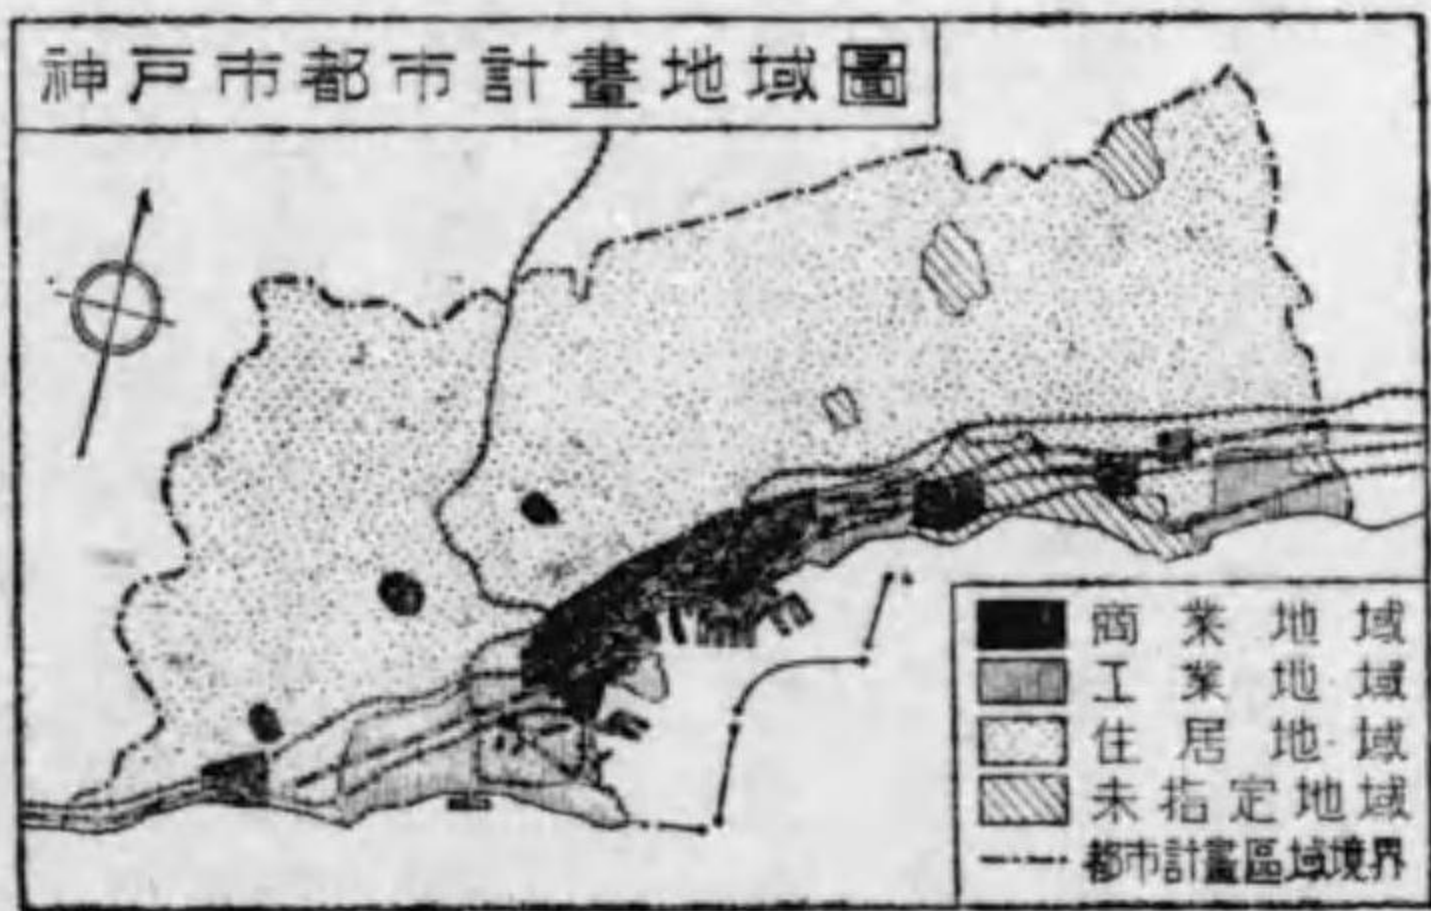 神戸市都市計畫地域圖
商業地域
工業地域
住居地域
未指定地域
都市計畫區域境界